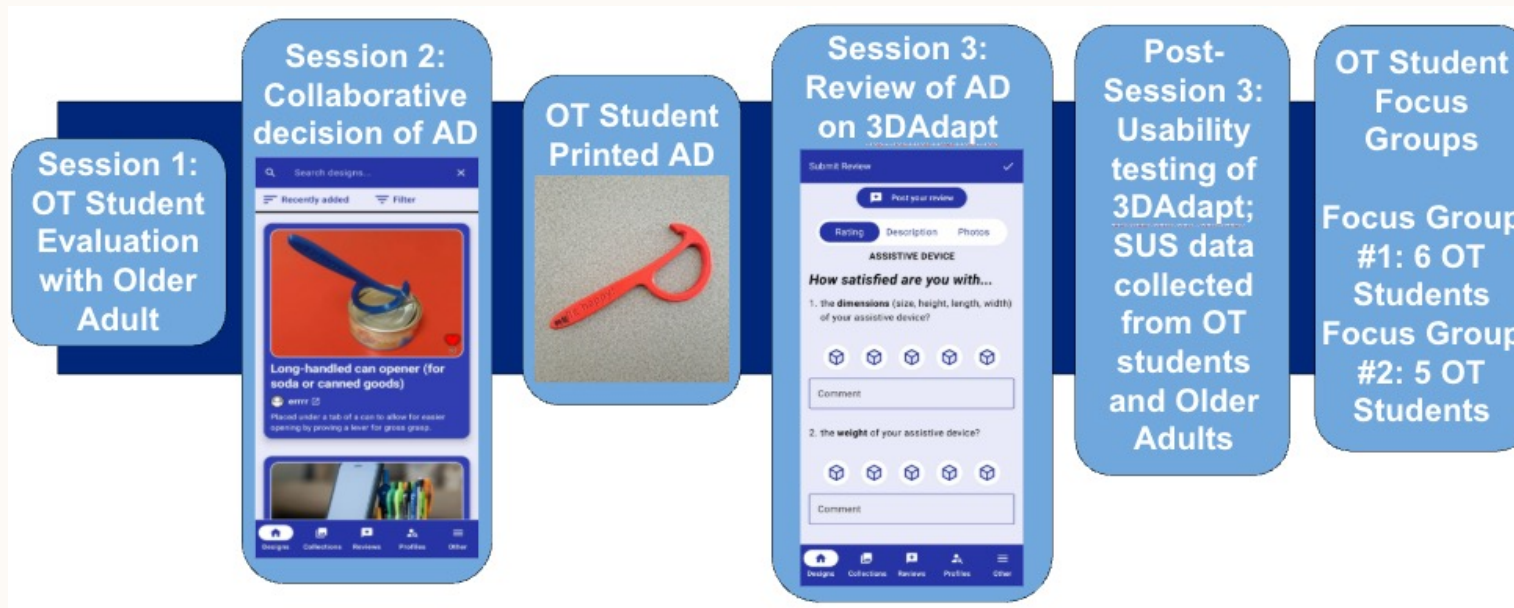 Session 1:
OT Student
Evaluation
with Older
Adult
Session 2:
Collaborative
decision of AD
Search designs...
Recently added
Filter
Long-handled can opener (for
soda or canned goods)
errrr
Placed under a tab of a can to allow for easier
opening by proving a lever for gross grasp.
Designs Collections Reviews Profiles Other
OT Student
Printed AD
Session 3:
Review of AD
on 3DAdapt
Submit Review
Post your review
Rating Description Photos
ASSISTIVE DEVICE
How satisfied are you with...
1. the dimensions (size, height, length, width)
of your assistive device?
Comment
2. the weight of your assistive device?
Comment
Designs Collections Reviews Profiles Other
Post-
Session 3:
Usability
testing of
3DAdapt;
SUS data
collected
from OT
students
and Older
Adults
OT Student
Focus
Groups
Focus Group
#1: 6 OT
Students
Focus Group
#2: 5 OT
Students